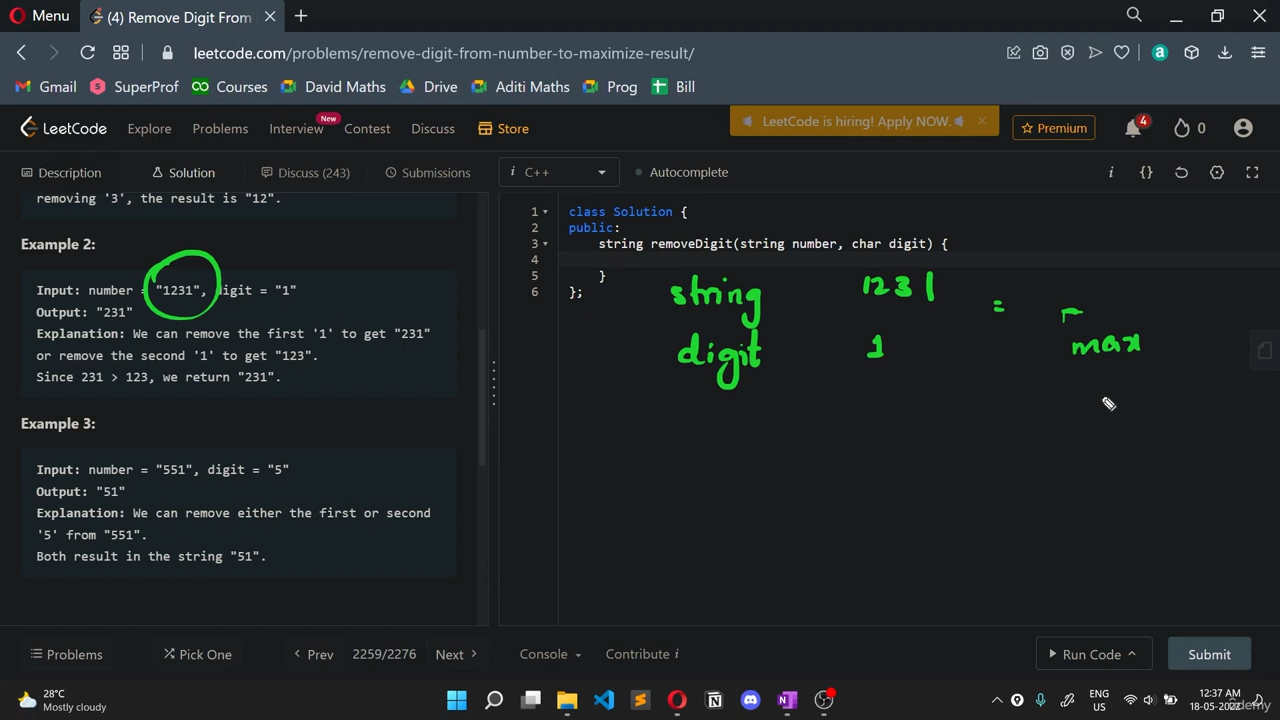 Menu
(4) Remove Digit From
leetcode.com/problems/remove-digit-from-number-to-maximize-result/
Gmail SuperProf Courses David Maths Drive Aditi Maths Prog Bill
LeetCode Explore Problems Interview New Contest Discuss Store
LeetCode is hiring! Apply NOW.
Premium 4 0
Description Solution Discuss (243) Submissions
i C++ Autocomplete i {}
removing '3', the result is "12".
Example 2:
Input: number = "1231", digit = "1"
Output: "231"
Explanation: We can remove the first '1' to get "231"
or remove the second '1' to get "123".
Since 231 > 123, we return "231".
Example 3:
Input: number = "551", digit = "5"
Output: "51"
Explanation: We can remove either the first or second
'5' from "551".
Both result in the string "51".
1 class Solution {
2 public:
3 string removeDigit(string number, char digit) {
4
5 }
6 };
string 1231 =
digit 1 max
Problems Pick One Prev 2259/2276 Next Console Contribute i Run Code Submit
28°C
Mostly cloudy
ENG
US
12:37 AM
18-05-2022